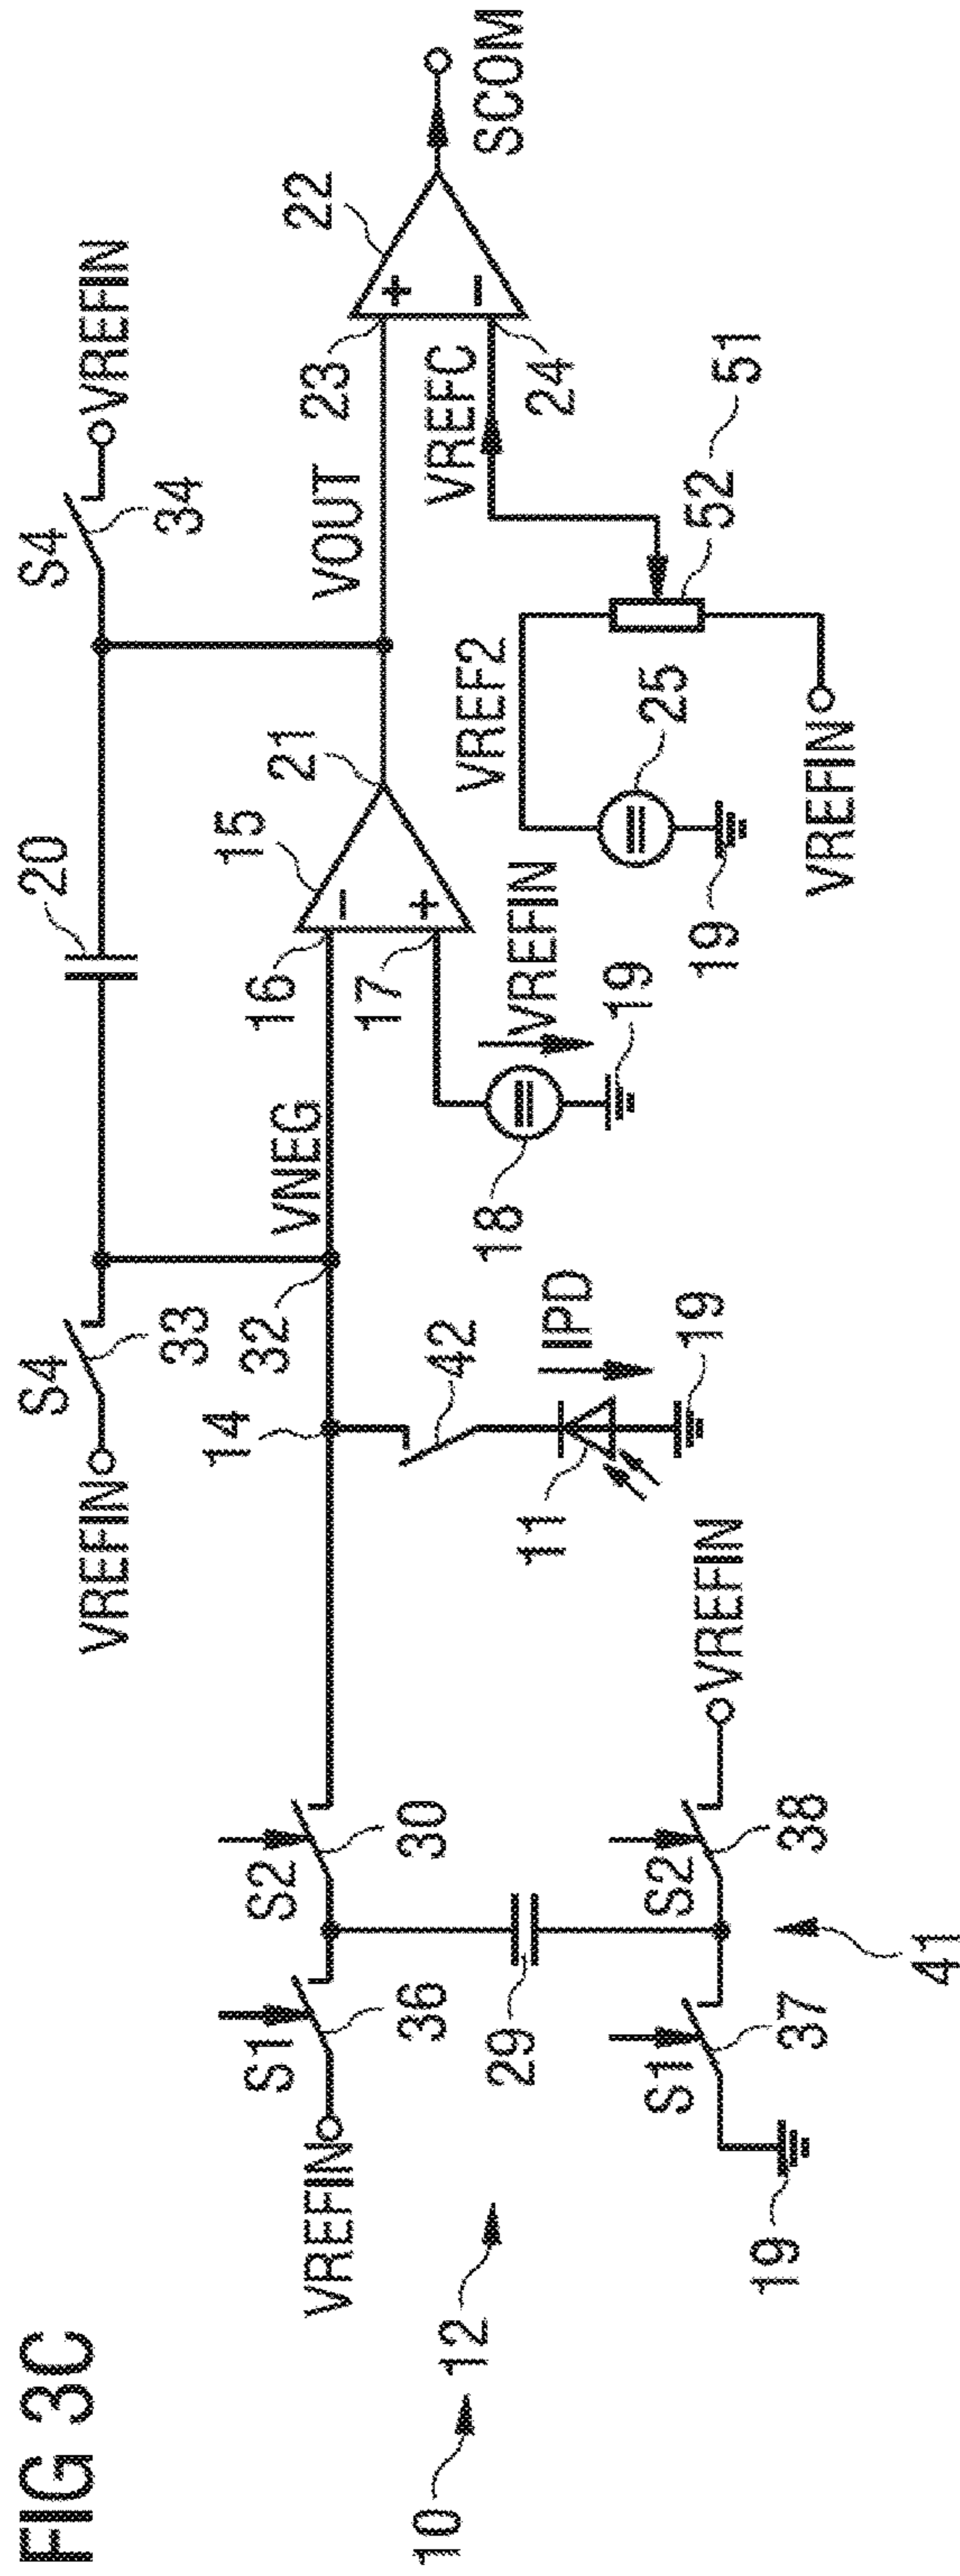 FIG 3C
VREFIN
S4
33
20
S4
34
VREFIN
10
12
VREFIN
S1
36
S2
30
14
32
VNEG
16
15
21
VOUT
23
22
SCOM
29
42
11
IPD
19
17
18
VREFIN
19
VREF2
25
19
VREFC
24
52
51
VREFIN
19
S1
37
S2
38
VREFIN
41
+
−
−
+